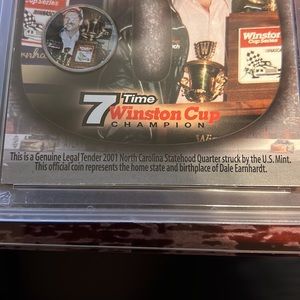 Winston
Cup Series
7 Time
Winston Cup
CHAMPION
This is a Genuine Legal Tender 2001 North Carolina Statehood Quarter struck by the U.S. Mint.
This official coin represents the home state and birthplace of Dale Earnhardt.